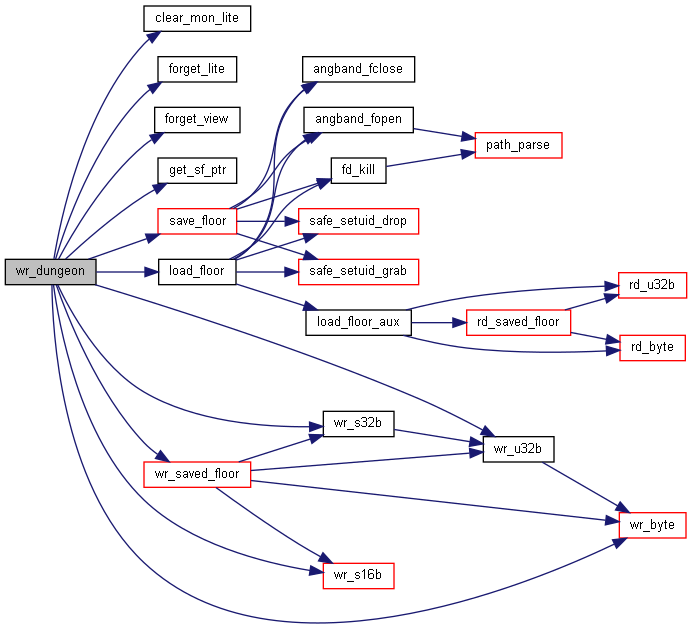 clear_mon_lite
forget_lite
angband_fclose
forget_view
angband_fopen
path_parse
get_sf_ptr
fd_kill
save_floor
safe_setuid_drop
wr_dungeon
load_floor
safe_setuid_grab
rd_u32b
load_floor_aux
rd_saved_floor
rd_byte
wr_s32b
wr_u32b
wr_saved_floor
wr_byte
wr_s16b